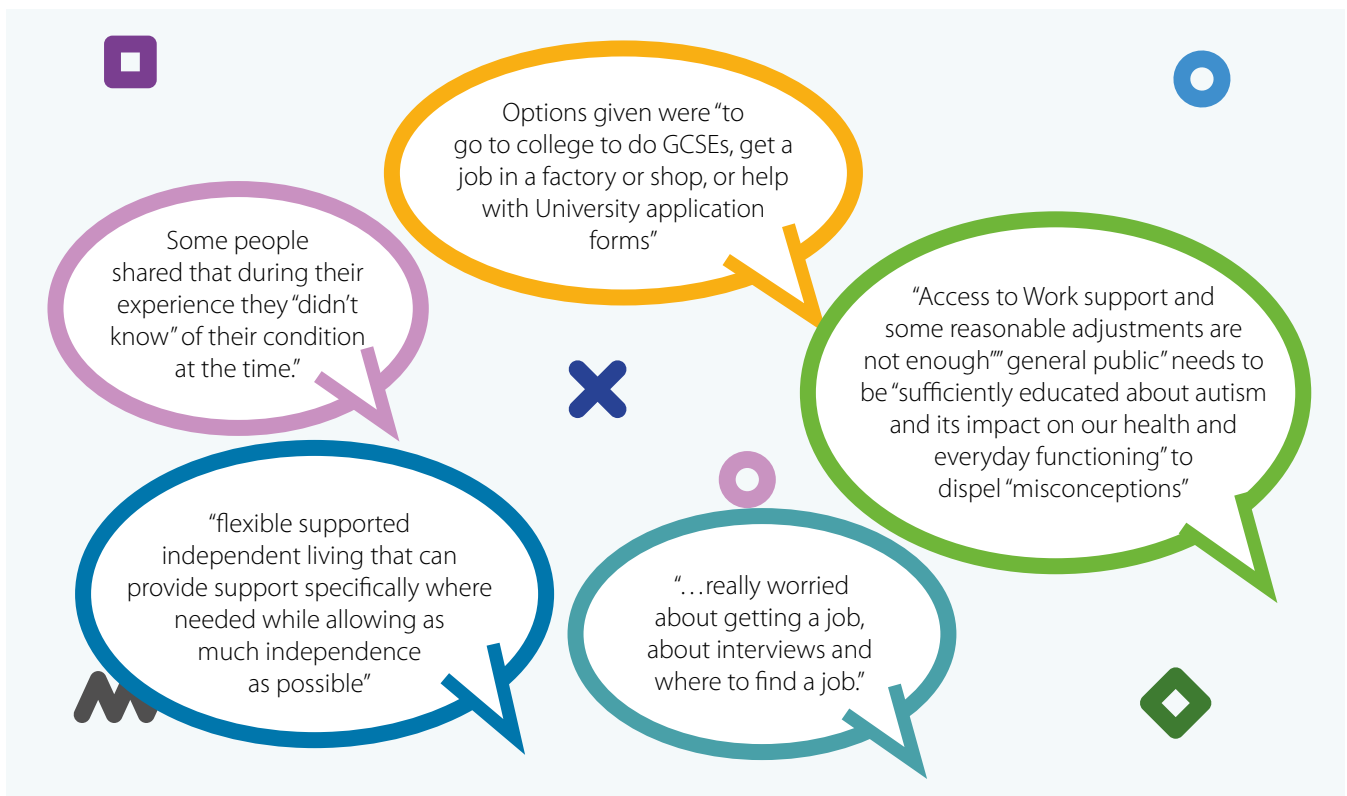 Options given were “to
go to college to do GCSEs, get a
job in a factory or shop, or help
with University application
forms”
Some people
shared that during their
experience they “didn’t
know” of their condition
at the time.”
“Access to Work support and
some reasonable adjustments are
not enough”” general public” needs to
be “sufficiently educated about autism
and its impact on our health and
everyday functioning” to
dispel “misconceptions”
“flexible supported
independent living that can
provide support specifically where
needed while allowing as
much independence
as possible”
“…really worried
about getting a job,
about interviews and
where to find a job.”